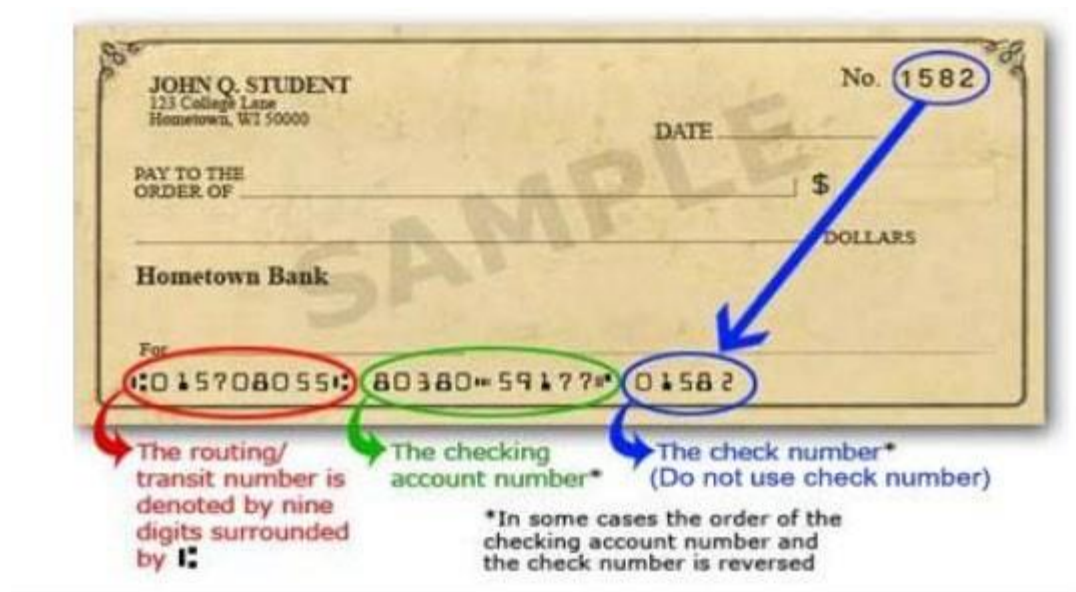 JOHN Q. STUDENT
123 College Lane
Hometown, WI 50000
No. 1582
DATE
PAY TO THE
ORDER OF
$
DOLLARS
SAMPLE
Hometown Bank
For
⑆015708055⑆ 80380⑉59177⑈ 01582
The routing/
transit number is
denoted by nine
digits surrounded
by ⑆
The checking
account number*
The check number*
(Do not use check number)
*In some cases the order of the
checking account number and
the check number is reversed